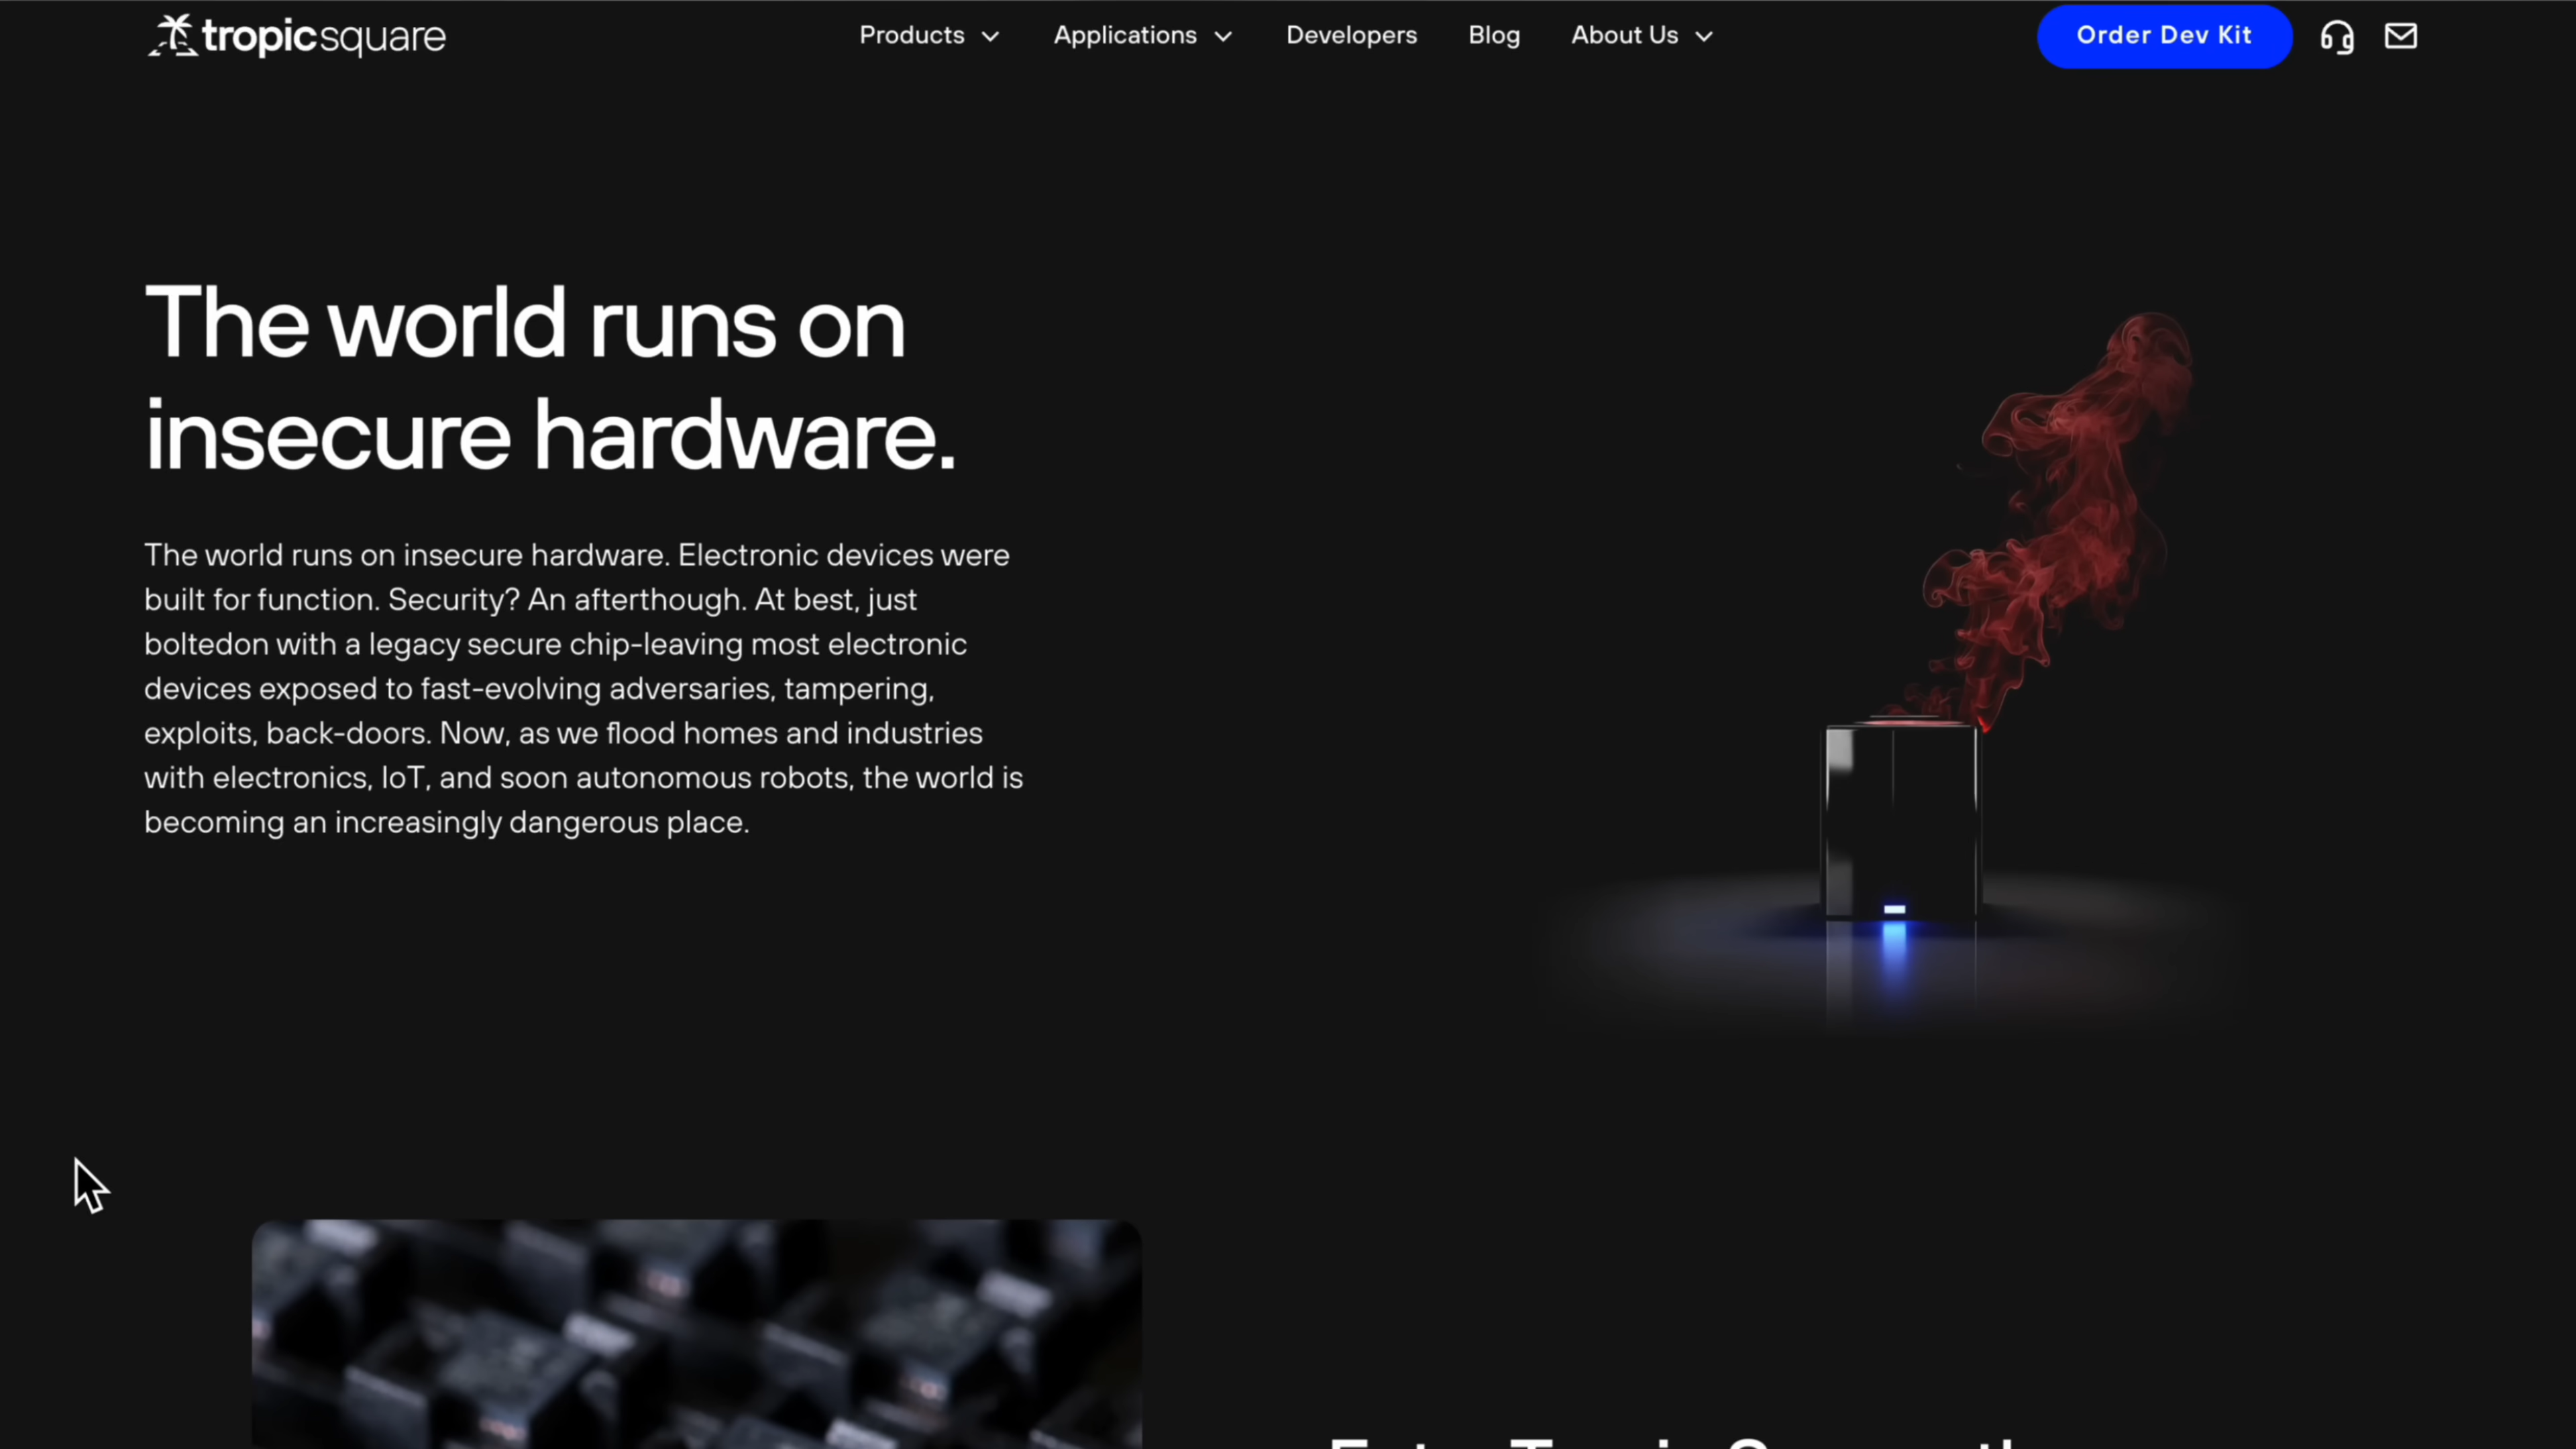 tropicsquare
Products
Applications
Developers
Blog
About Us
Order Dev Kit
The world runs on
insecure hardware.
The world runs on insecure hardware. Electronic devices were
built for function. Security? An afterthough. At best, just
boltedon with a legacy secure chip-leaving most electronic
devices exposed to fast-evolving adversaries, tampering,
exploits, back-doors. Now, as we flood homes and industries
with electronics, IoT, and soon autonomous robots, the world is
becoming an increasingly dangerous place.